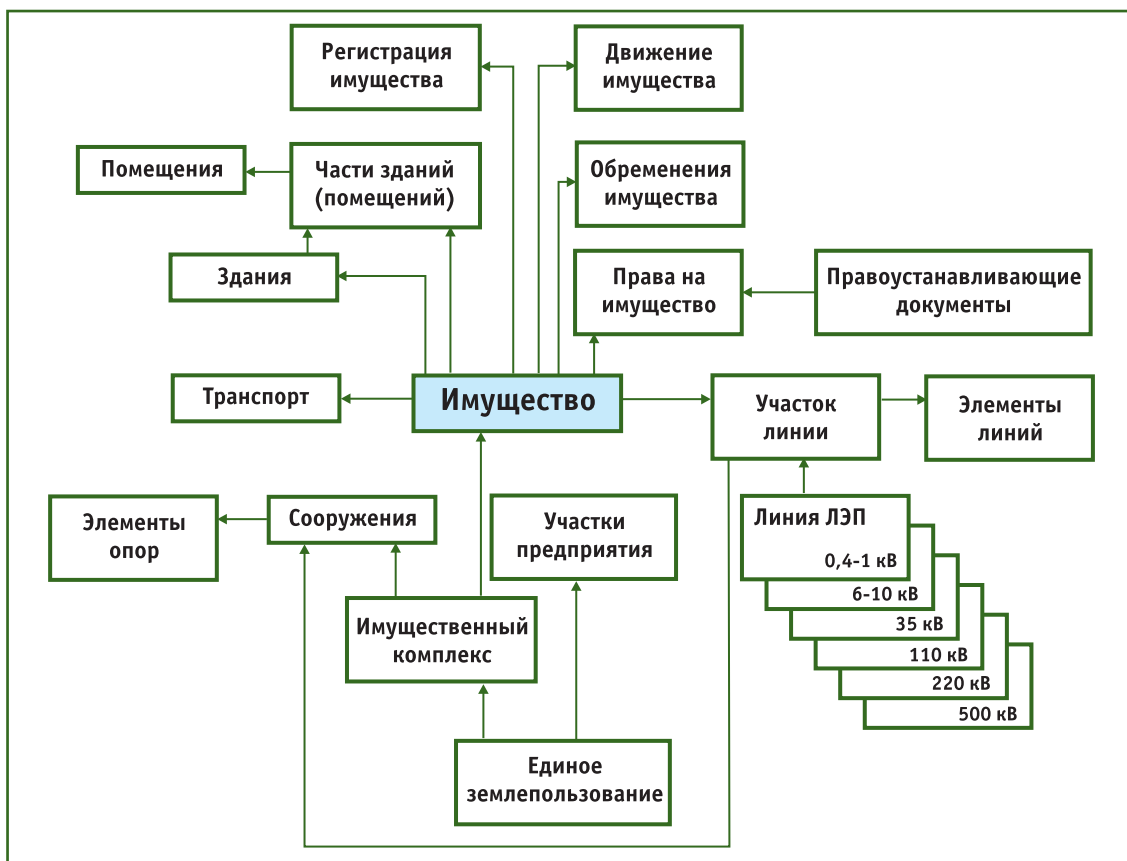 Регистрация
имущества
Движение
имущества
Помещения
Части зданий
(помещений)
Обременения
имущества
Здания
Права на
имущество
Правоустанавливающие
документы
Транспорт
Имущество
Участок
линии
Элементы
линий
Элементы
опор
Сооружения
Участки
предприятия
Линия ЛЭП
0,4-1 кВ
6-10 кВ
35 кВ
110 кВ
220 кВ
500 кВ
Имущественный
комплекс
Единое
землепользование